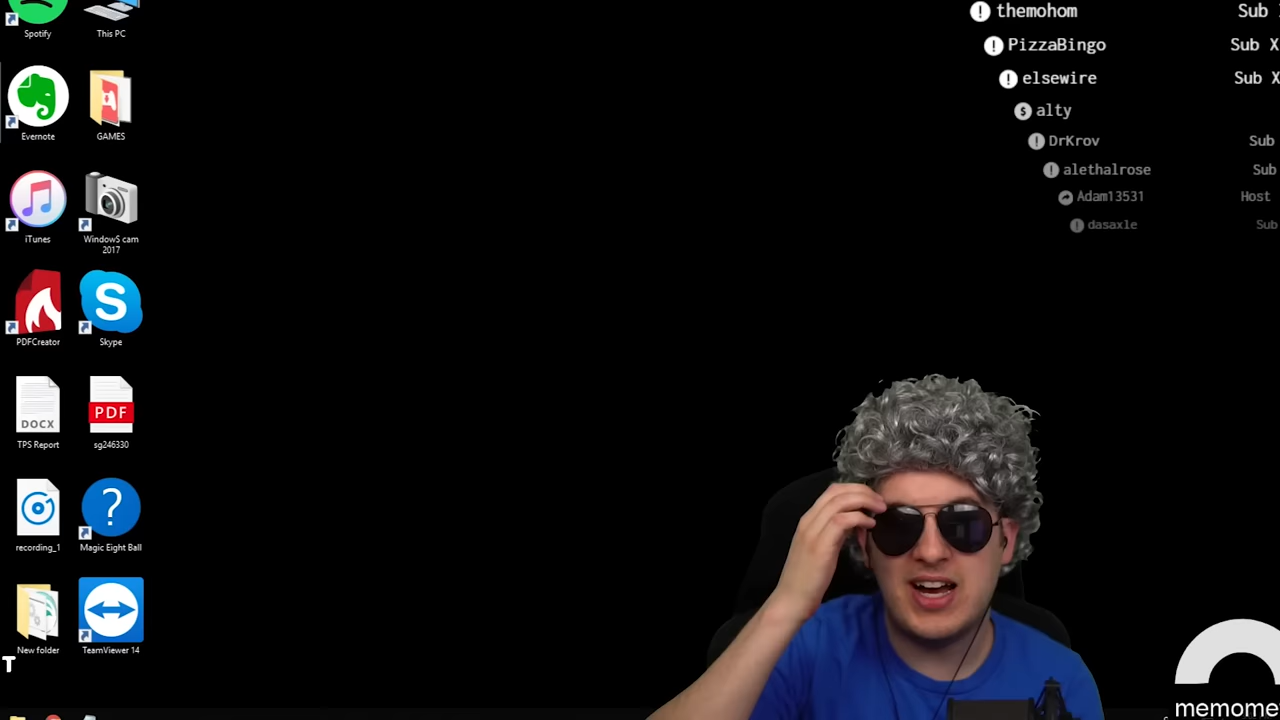 Spotify
This PC
Evernote
GAMES
iTunes
WindowS cam
2017
PDFCreator
S
Skype
DOCX
TPS Report
PDF
sg246330
recording_1
?
Magic Eight Ball
New folder
TeamViewer 14
T
! themohom Sub
! PizzaBingo Sub X
! elsewire Sub X
$ alty
! DrKrov Sub
! alethalrose Sub
Adam13531 Host
! dasaxle Sub
memome